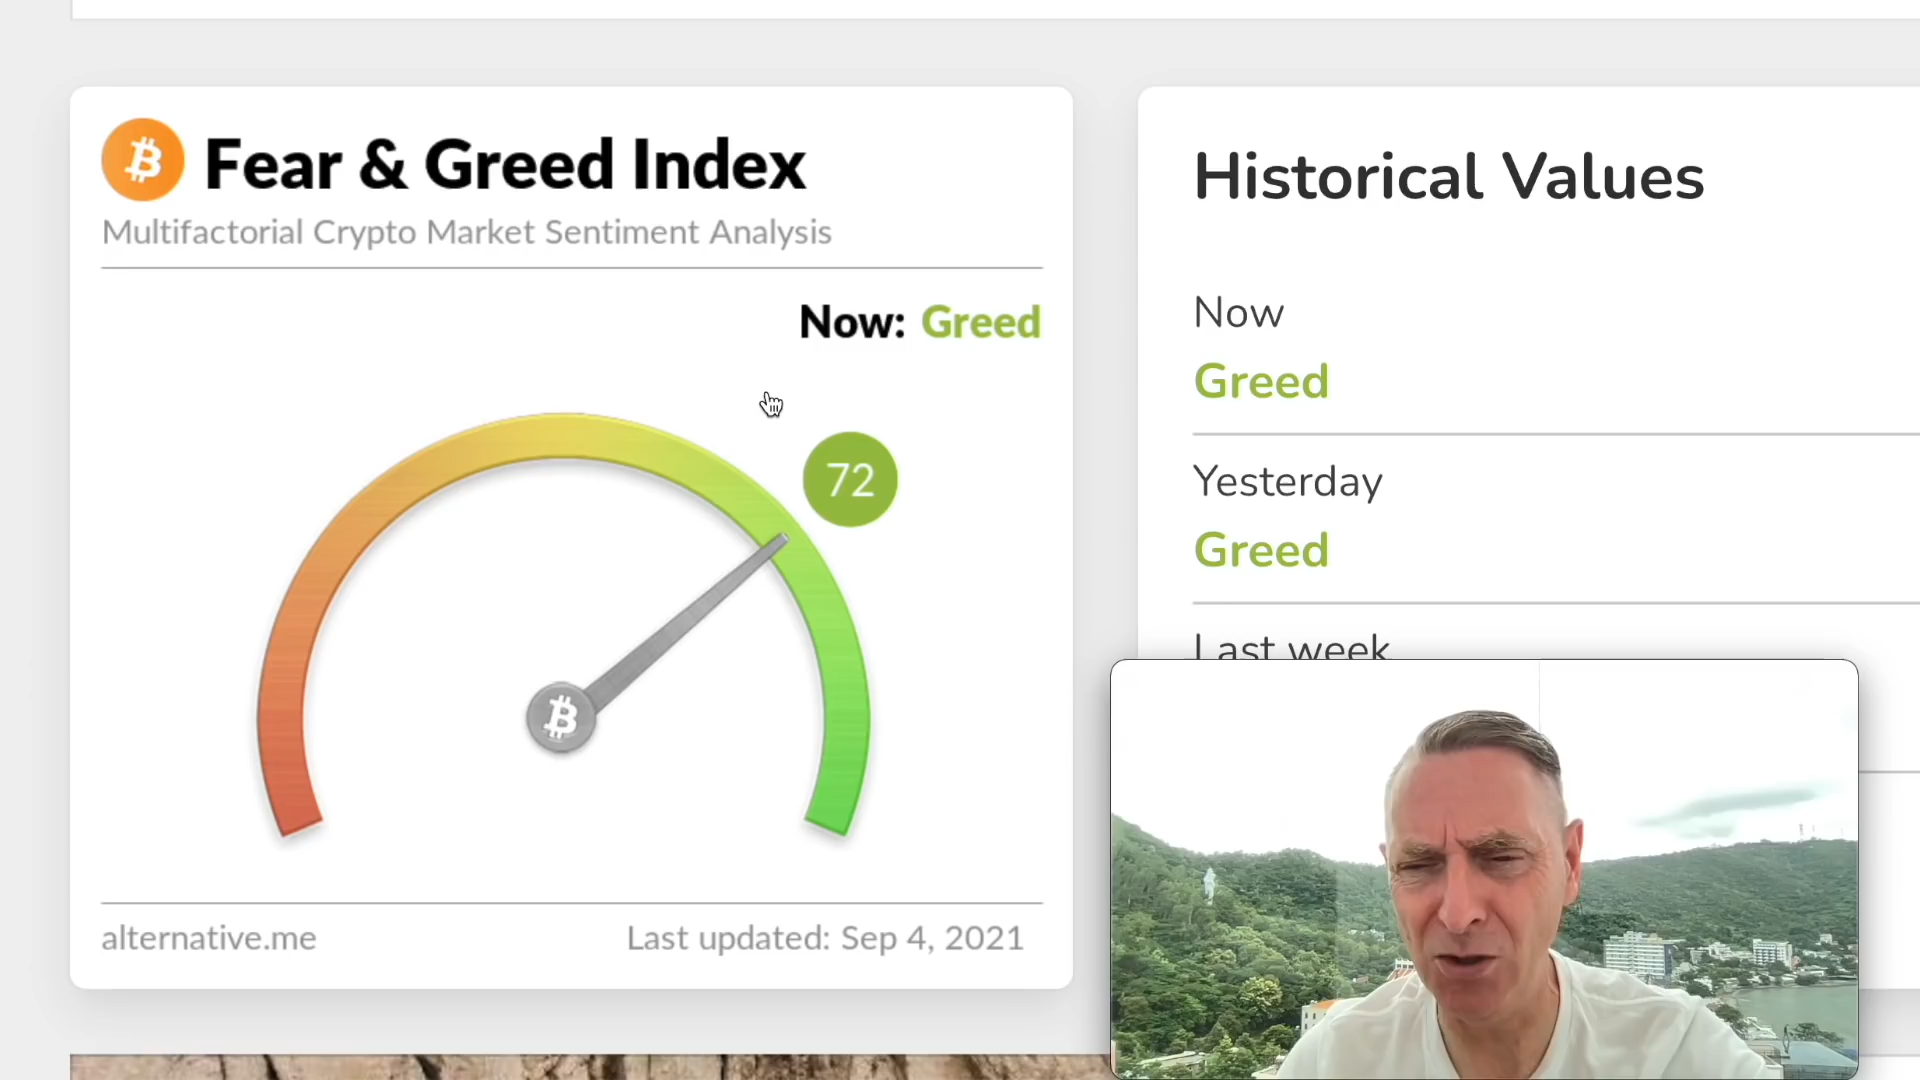 Fear & Greed Index
Multifactorial Crypto Market Sentiment Analysis
Now: Greed
72
alternative.me
Last updated: Sep 4, 2021
Historical Values
Now
Greed
Yesterday
Greed
Last week